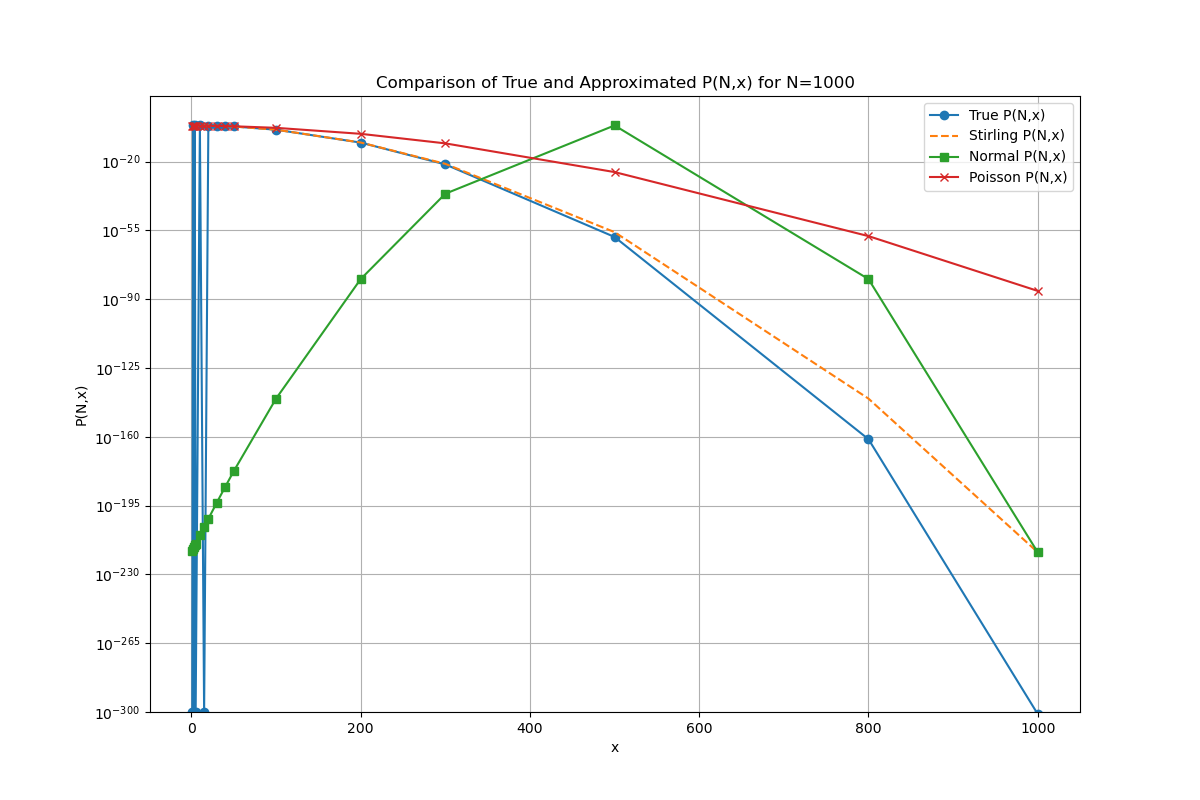 Comparison of True and Approximated P(N,x) for N=1000
True P(N,x)
Stirling P(N,x)
Normal P(N,x)
Poisson P(N,x)
P(N,x)
10⁻²⁰
10⁻⁵⁵
10⁻⁹⁰
10⁻¹²⁵
10⁻¹⁶⁰
10⁻¹⁹⁵
10⁻²³⁰
10⁻²⁶⁵
10⁻³⁰⁰
0 200 400 600 800 1000
x